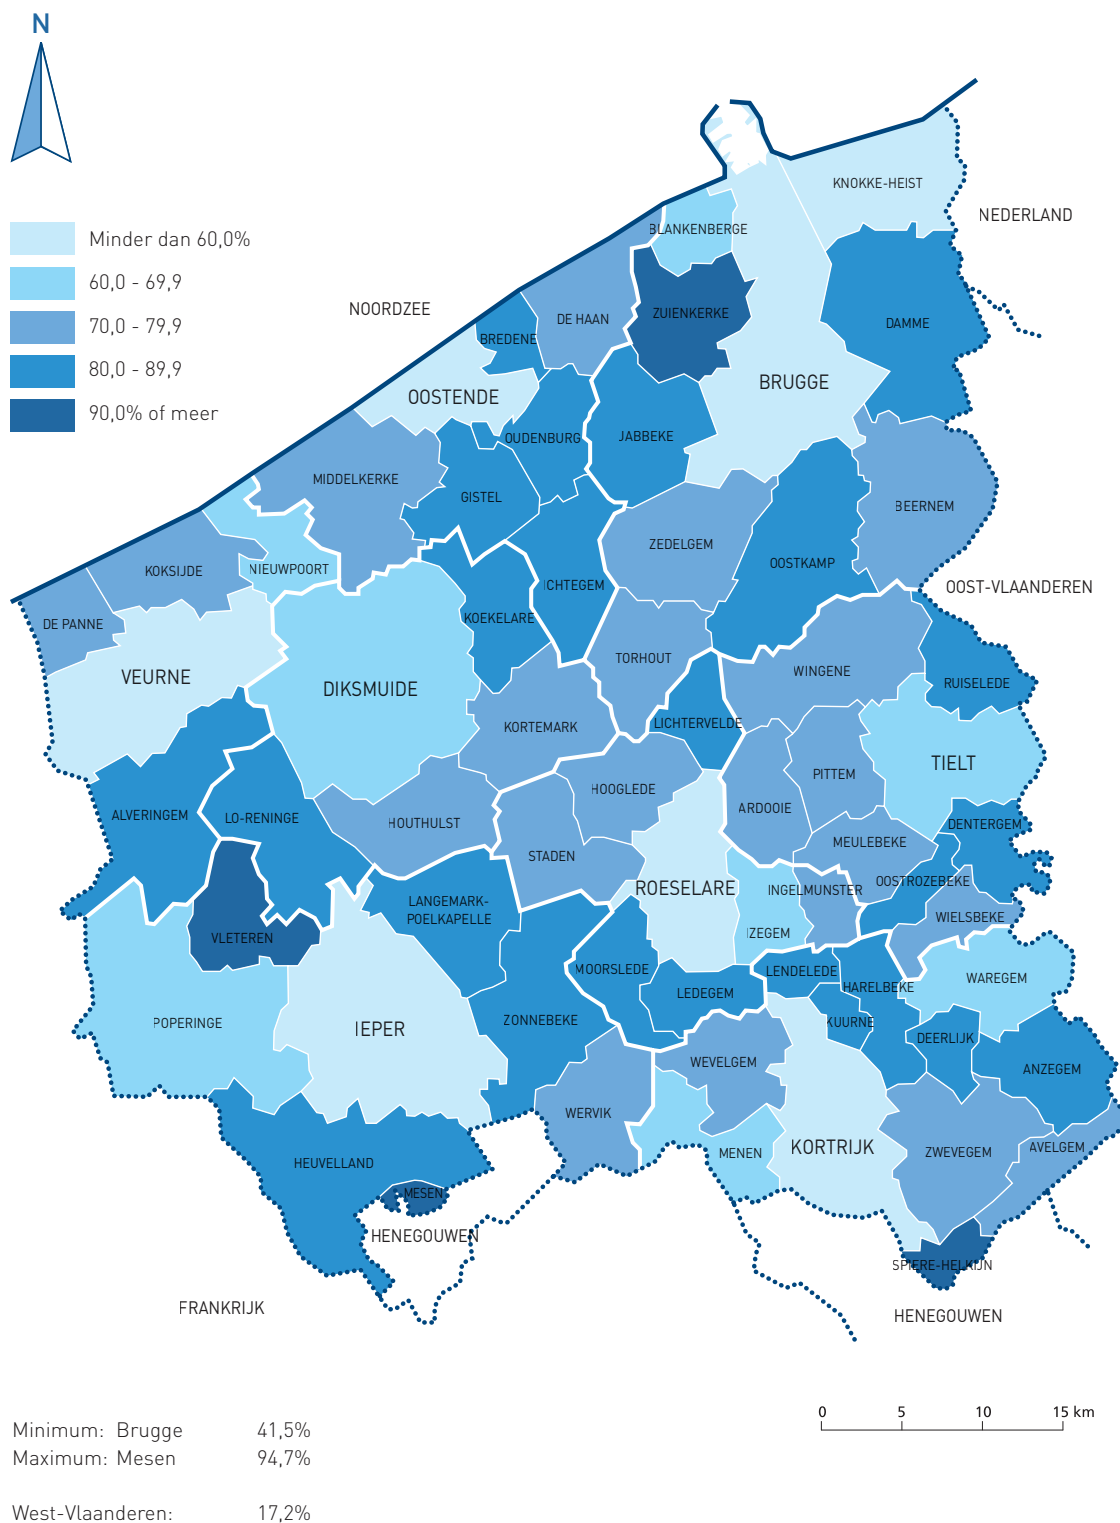 N
KNOKKE-HEIST
NEDERLAND
BLANKENBERGE
Minder dan 60,0%
60,0 - 69,9
70,0 - 79,9
80,0 - 89,9
90,0% of meer
NOORDZEE
DE HAAN
ZUIENKERKE
DAMME
BREDENE
BRUGGE
OOSTENDE
OUDENBURG
JABBEKE
MIDDELKERKE
GISTEL
BEERNEM
ZEDELGEM
OOSTKAMP
KOKSIJDE
NIEUWPOORT
ICHTEGEM
OOST-VLAANDEREN
DE PANNE
KOEKELARE
VEURNE
DIKSMUIDE
TORHOUT
WINGENE
RUISELEDE
KORTEMARK
LICHTERVELDE
TIELT
PITTEM
HOOGLEDE
ARDOOIE
ALVERINGEM
LO-RENINGE
HOUTHULST
DENTERGEM
MEULEBEKE
STADEN
ROESELARE
INGELMUNSTER
OOSTROZEBEKE
LANGEMARK-
POELKAPELLE
WIELSBEKE
VLETEREN
IZEGEM
MOORSLEDE
LENDELEDE
HARELBEKE
WAREGEM
LEDEGEM
POPERINGE
IEPER
ZONNEBEKE
KUURNE
DEERLIJK
WEVELGEM
ANZEGEM
WERVIK
HEUVELLAND
MENEN
KORTRIJK
ZWEVEGEM
AVELGEM
MESEN
HENEGOUWEN
SPIERE-HELKIJN
FRANKRIJK
HENEGOUWEN
0 5 10 15 km
Minimum: Brugge 41,5%
Maximum: Mesen 94,7%
West-Vlaanderen: 17,2%